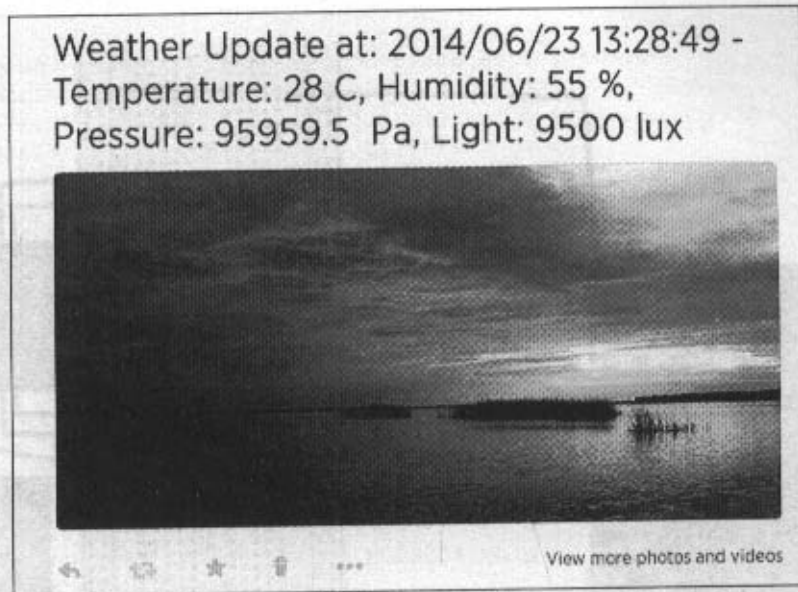 Weather Update at: 2014/06/23 13:28:49 -
Temperature: 28 C, Humidity: 55 %,
Pressure: 95959.5 Pa, Light: 9500 lux
View more photos and videos